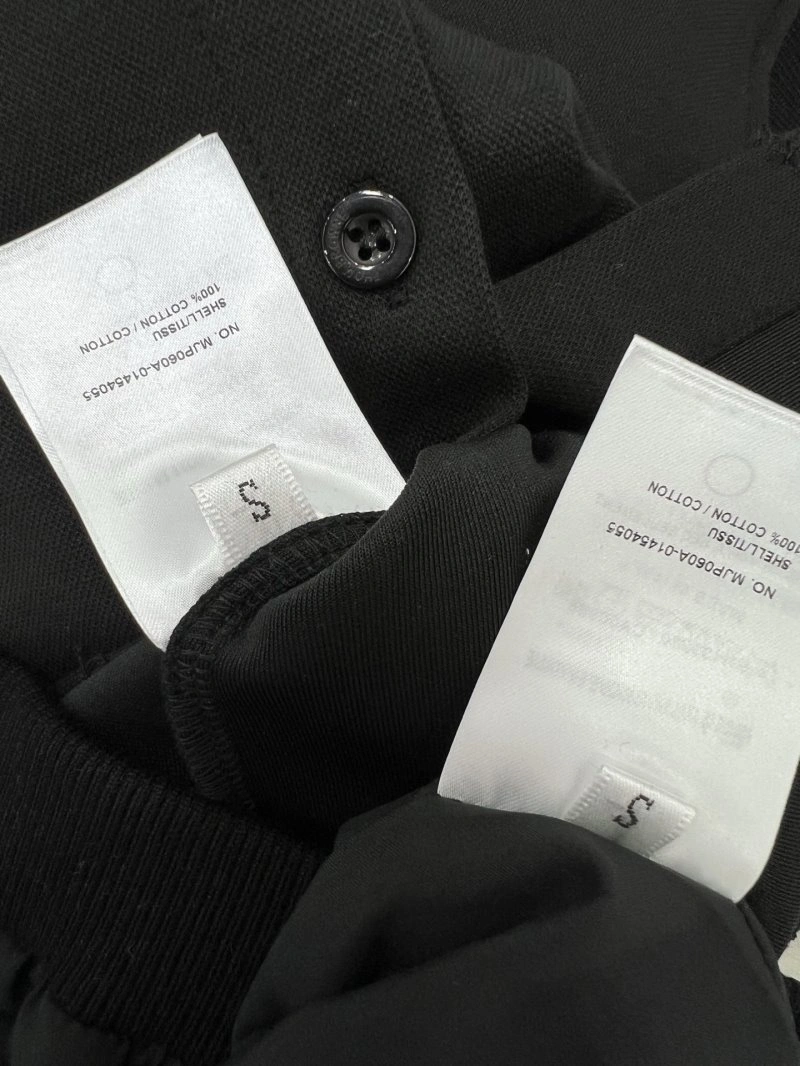 NO. MJP060A-01454055
SHELL/TISSU
100% COTTON / COTTON
S
NO. MJP060A-01454055
SHELL/TISSU
100% COTTON / COTTON
S